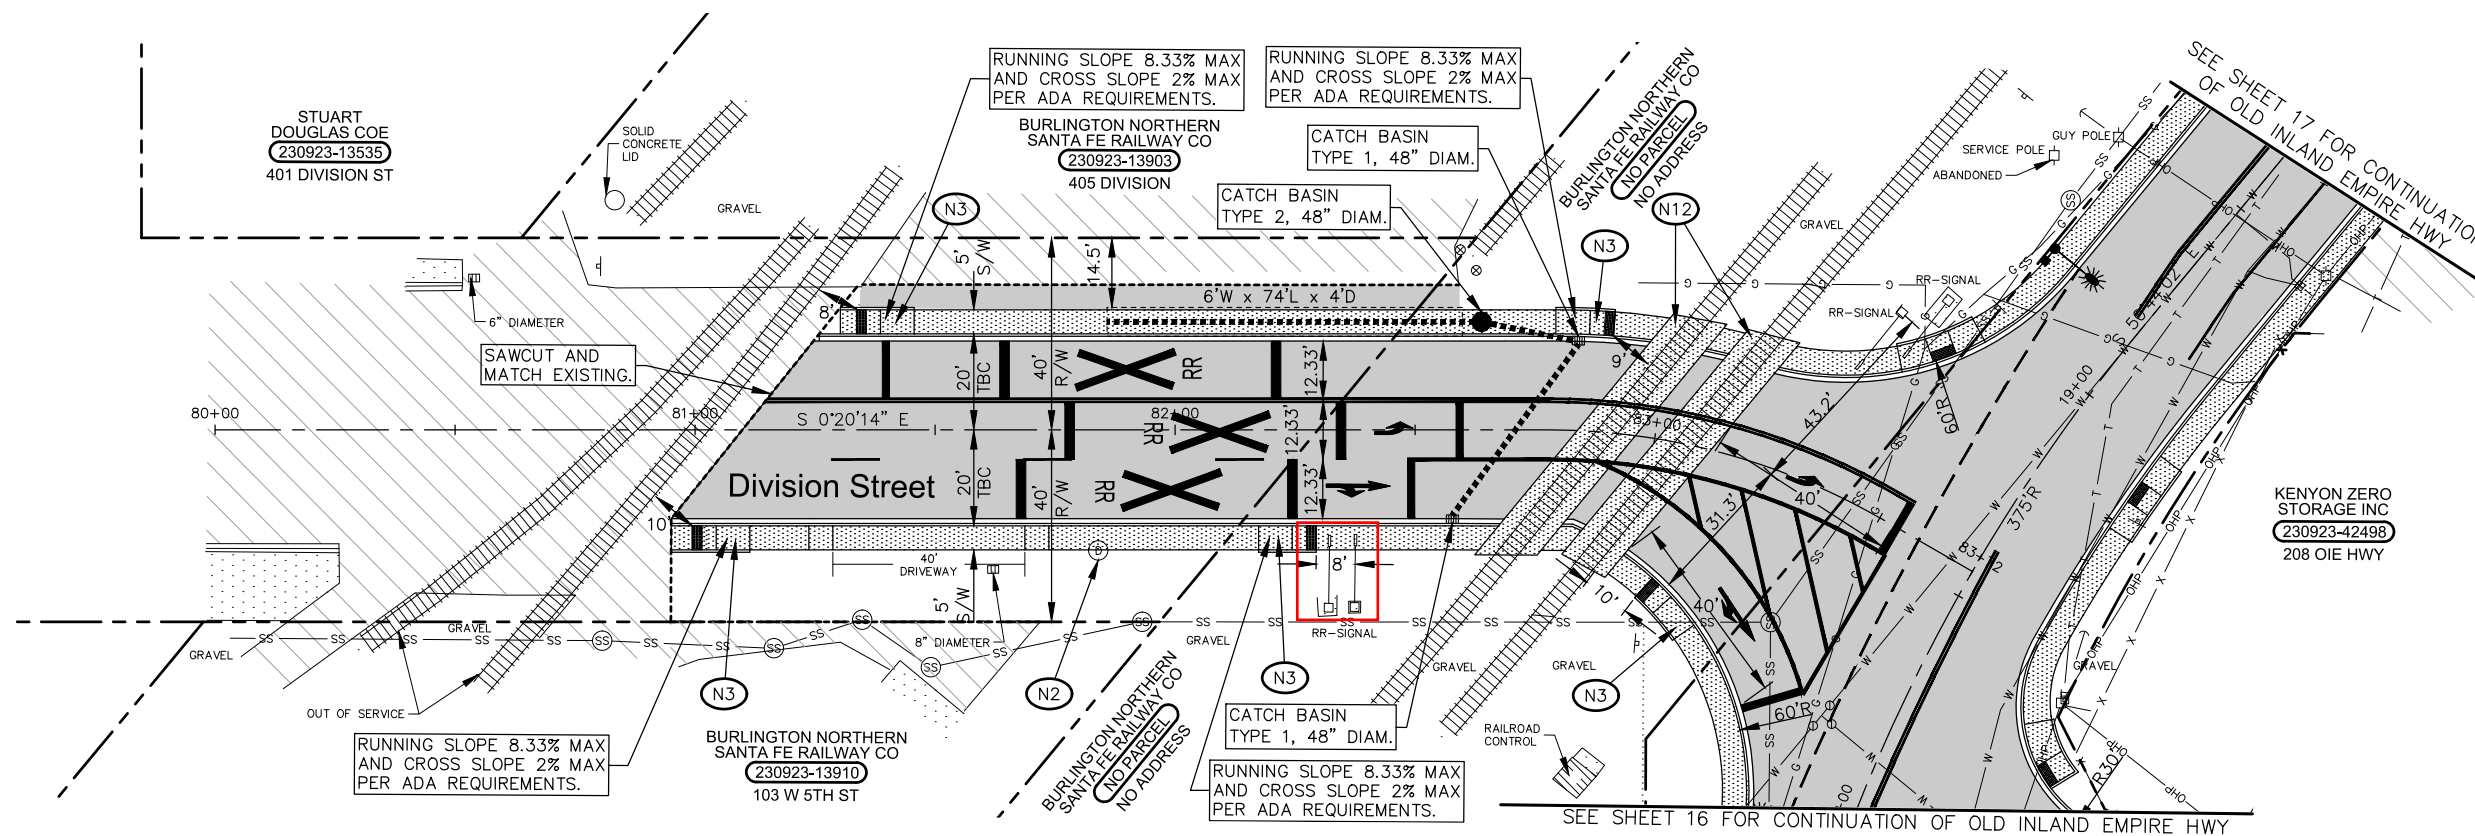 STUART
DOUGLAS COE
230923-13535
401 DIVISION ST
SOLID
CONCRETE
LID
GRAVEL
RUNNING SLOPE 8.33% MAX
AND CROSS SLOPE 2% MAX
PER ADA REQUIREMENTS.
BURLINGTON NORTHERN
SANTA FE RAILWAY CO
230923-13903
405 DIVISION
N3
RUNNING SLOPE 8.33% MAX
AND CROSS SLOPE 2% MAX
PER ADA REQUIREMENTS.
CATCH BASIN
TYPE 1, 48" DIAM.
CATCH BASIN
TYPE 2, 48" DIAM.
BURLINGTON NORTHERN
SANTA FE RAILWAY CO
NO PARCEL
NO ADDRESS
N12
N3
GRAVEL
GUY POLE
SERVICE POLE
ABANDONED
SEE SHEET 17 FOR CONTINUATION
OF OLD INLAND EMPIRE HWY
RR-SIGNAL
RR-SIGNAL
6" DIAMETER
SAWCUT AND
MATCH EXISTING.
8'
5'
S/W
14.5'
6'W x 74'L x 4'D
20'
TBC
40'
R/W
RR
12.33'
9'
80+00
81+00
82+00
83+00
S 0°20'14" E
Division Street
20'
TBC
40'
R/W
RR
RR
12.33'
12.33'
43.2'
31.3'
40'
40'
60'R
375'R
19+00
10'
40'
DRIVEWAY
5'
S/W
D
8'
RR-SIGNAL
10'
60'R
R30'
KENYON ZERO
STORAGE INC
230923-42498
208 OIE HWY
GRAVEL
GRAVEL
8" DIAMETER
GRAVEL
GRAVEL
GRAVEL
GRAVEL
OUT OF SERVICE
N3
N2
N3
N3
RUNNING SLOPE 8.33% MAX
AND CROSS SLOPE 2% MAX
PER ADA REQUIREMENTS.
BURLINGTON NORTHERN
SANTA FE RAILWAY CO
230923-13910
103 W 5TH ST
BURLINGTON NORTHERN
SANTA FE RAILWAY CO
NO PARCEL
NO ADDRESS
CATCH BASIN
TYPE 1, 48" DIAM.
RUNNING SLOPE 8.33% MAX
AND CROSS SLOPE 2% MAX
PER ADA REQUIREMENTS.
RAILROAD
CONTROL
SEE SHEET 16 FOR CONTINUATION OF OLD INLAND EMPIRE HWY